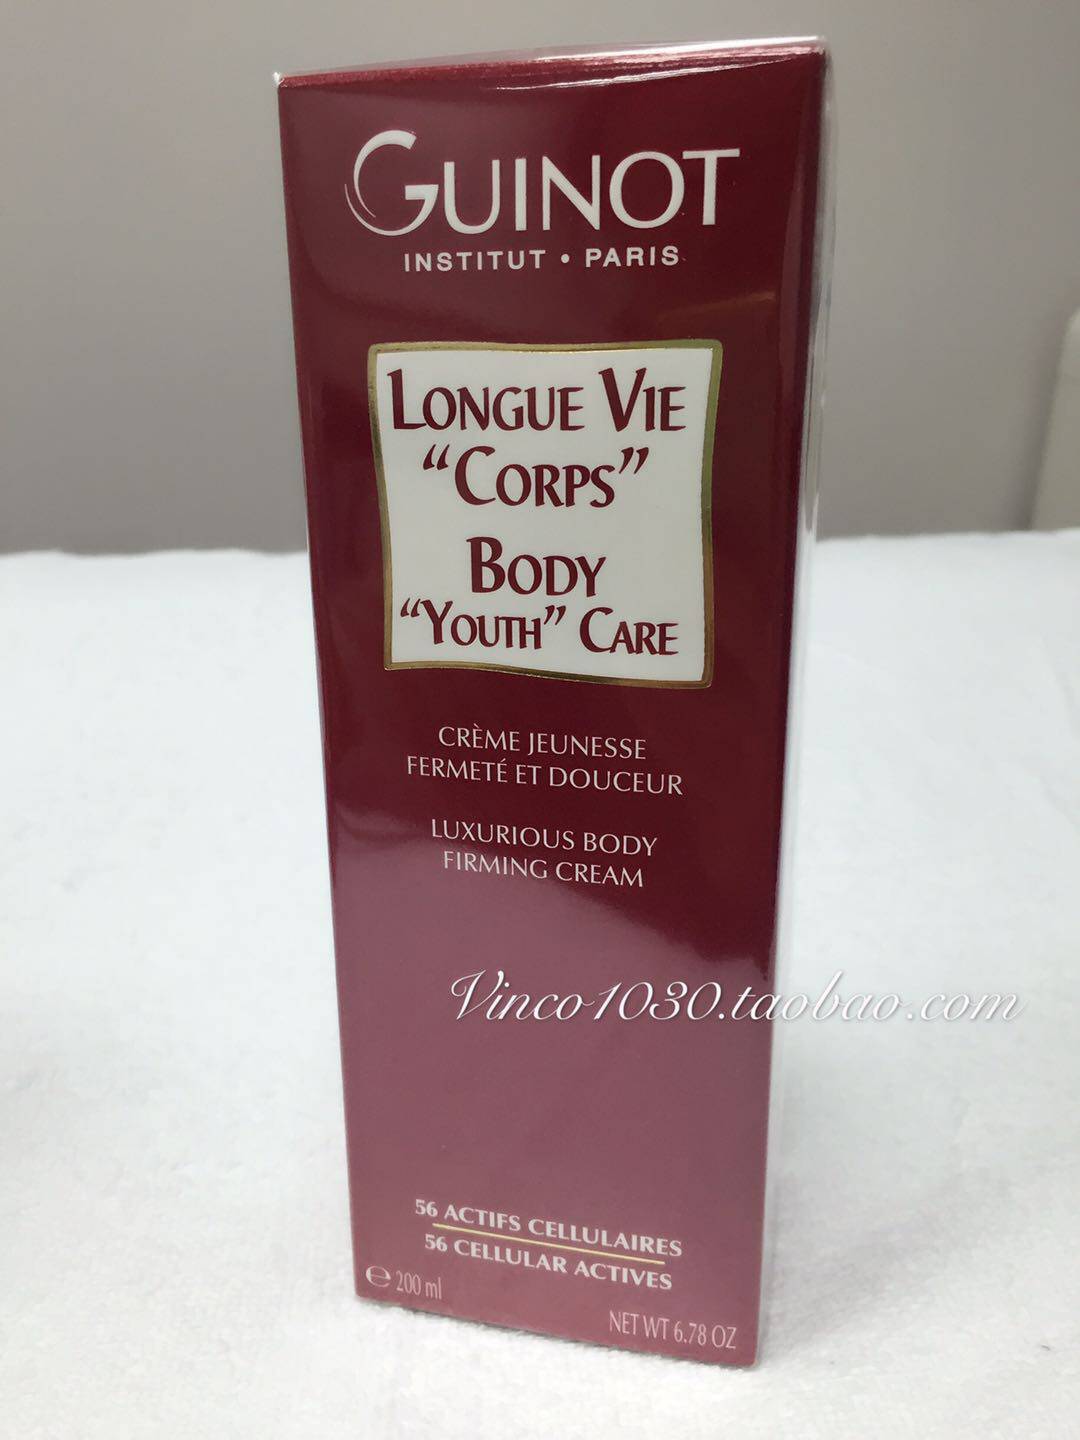 GUINOT
INSTITUT • PARIS
LONGUE VIE
“CORPS”
BODY
“YOUTH” CARE
CRÈME JEUNESSE
FERMETÉ ET DOUCEUR
LUXURIOUS BODY
FIRMING CREAM
Vinco1030.taobao.com
56 ACTIFS CELLULAIRES
56 CELLULAR ACTIVES
℮ 200 ml
NET WT 6.78 OZ